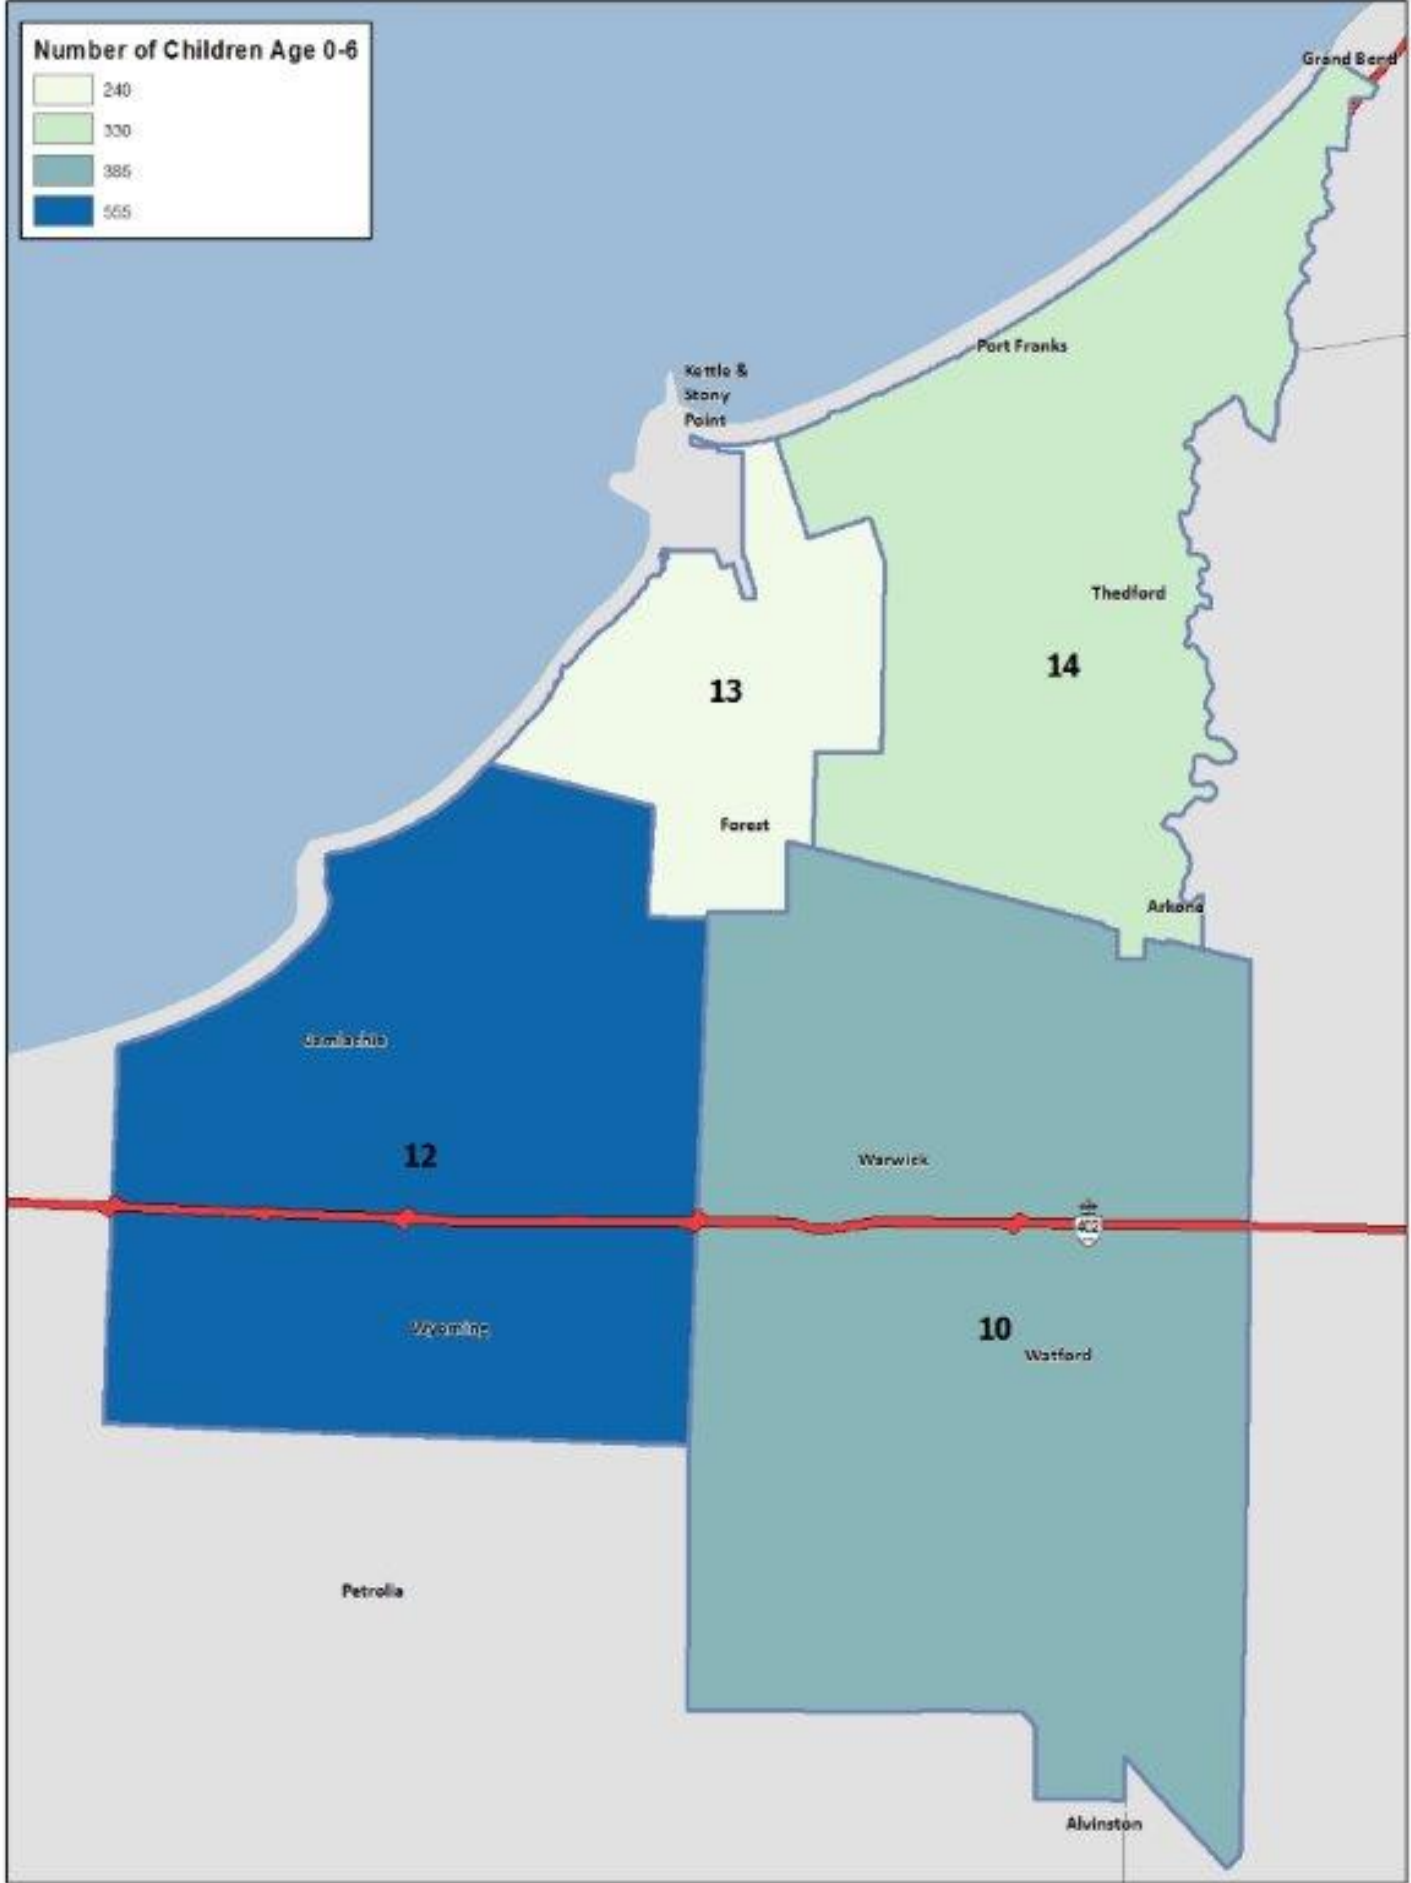 Number of Children Age 0-6
240
330
385
555
Grand Bend
Port Franks
Kettle &
Stony
Point
Thedford
14
13
Forest
Arkona
Camlachie
12
Warwick
402
Wyoming
10
Watford
Petrolia
Alvinston